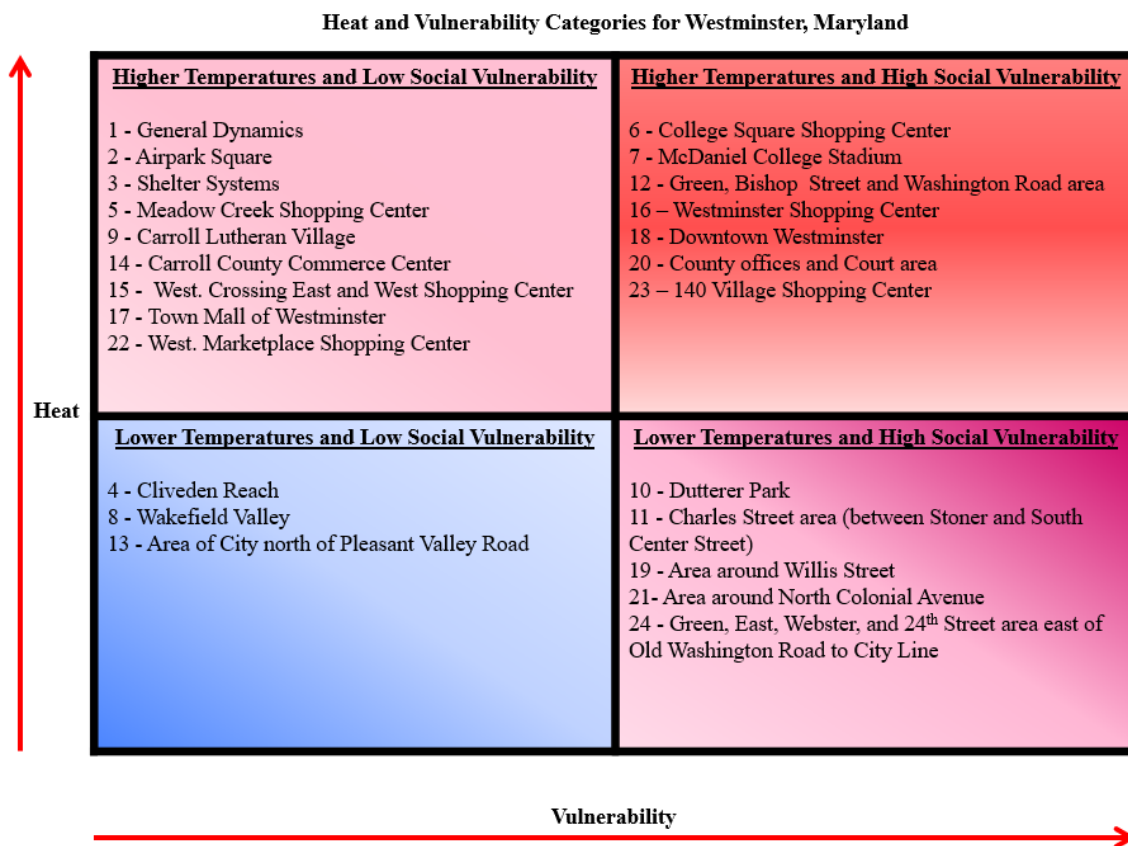 Heat and Vulnerability Categories for Westminster, Maryland
Higher Temperatures and Low Social Vulnerability
1 - General Dynamics
2 - Airpark Square
3 - Shelter Systems
5 - Meadow Creek Shopping Center
9 - Carroll Lutheran Village
14 - Carroll County Commerce Center
15 -  West. Crossing East and West Shopping Center
17 - Town Mall of Westminster
22 - West. Marketplace Shopping Center
Higher Temperatures and High Social Vulnerability
6 - College Square Shopping Center
7 - McDaniel College Stadium
12 - Green, Bishop  Street and Washington Road area
16 – Westminster Shopping Center
18 - Downtown Westminster
20 - County offices and Court area
23 – 140 Village Shopping Center
Heat
Lower Temperatures and Low Social Vulnerability
4 - Cliveden Reach
8 - Wakefield Valley
13 - Area of City north of Pleasant Valley Road
Lower Temperatures and High Social Vulnerability
10 - Dutterer Park
11 - Charles Street area (between Stoner and South
Center Street)
19 - Area around Willis Street
21- Area around North Colonial Avenue
24 - Green, East, Webster, and 24th Street area east of
Old Washington Road to City Line
Vulnerability